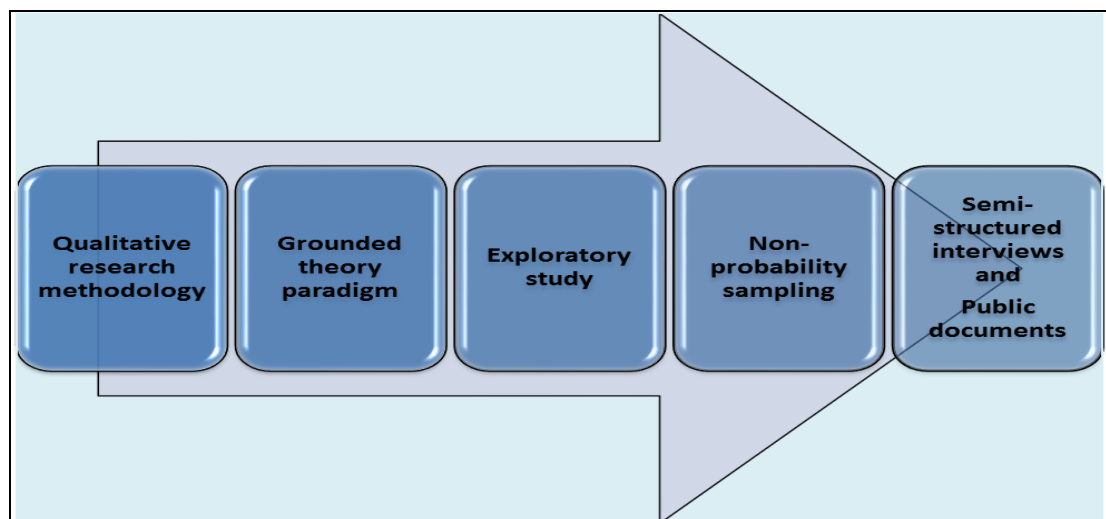 Qualitative
research
methodology
Grounded
theory
paradigm
Exploratory
study
Non-
probability
sampling
Semi-
structured
interviews
and
Public
documents